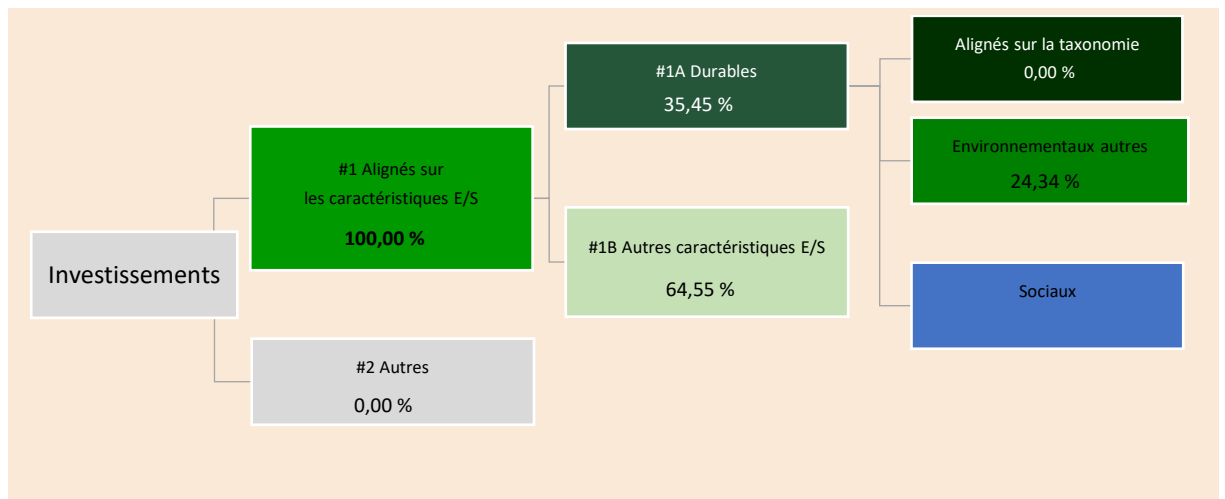 Investissements
#1 Alignés sur
les caractéristiques E/S
100,00 %
#2 Autres
0,00 %
#1A Durables
35,45 %
#1B Autres caractéristiques E/S
64,55 %
Alignés sur la taxonomie
0,00 %
Environnementaux autres
24,34 %
Sociaux